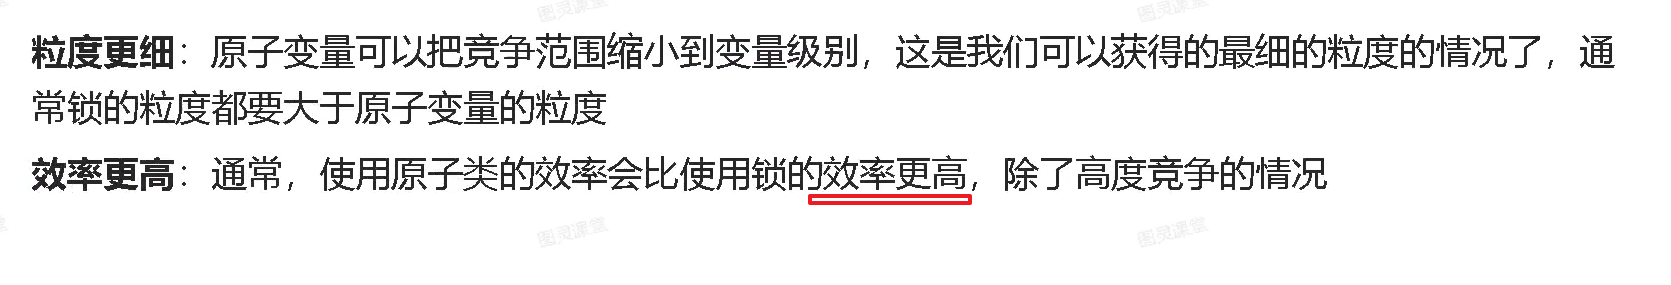 图灵课堂
图灵课堂
粒度更细：原子变量可以把竞争范围缩小到变量级别，这是我们可以获得的最细的粒度的情况了，通
常锁的粒度都要大于原子变量的粒度
效率更高：通常，使用原子类的效率会比使用锁的效率更高，除了高度竞争的情况
图灵课堂
图灵课堂